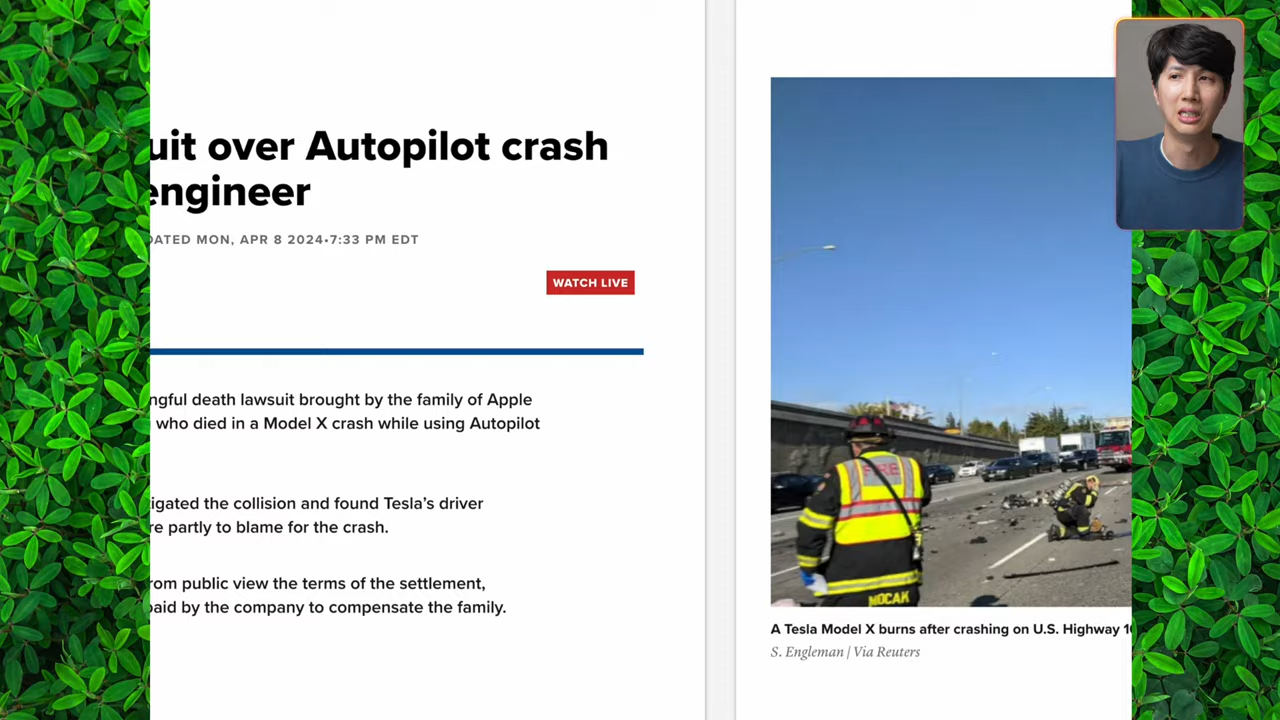 uit over Autopilot crash
engineer
DATED MON, APR 8 2024•7:33 PM EDT
WATCH LIVE
ngful death lawsuit brought by the family of Apple
who died in a Model X crash while using Autopilot
igated the collision and found Tesla's driver
re partly to blame for the crash.
rom public view the terms of the settlement,
paid by the company to compensate the family.
FIRE
MOCAK
A Tesla Model X burns after crashing on U.S. Highway 10
S. Engleman | Via Reuters